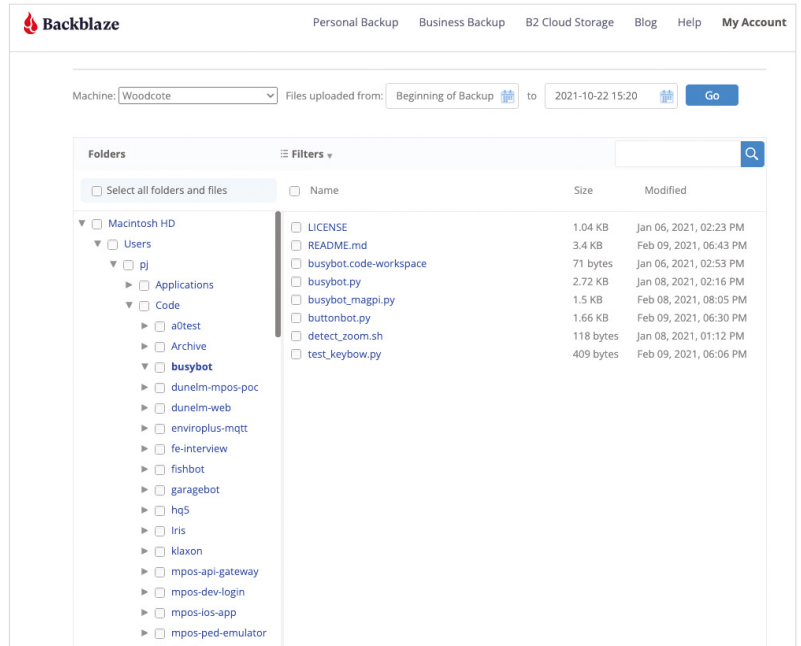 Backblaze
Personal Backup Business Backup B2 Cloud Storage Blog Help My Account
Machine: Woodcote Files uploaded from: Beginning of Backup to 2021-10-22 15:20 Go
Folders
Filters
Select all folders and files
Name Size Modified
Macintosh HD
Users
pj
Applications
Code
a0test
Archive
busybot
dunelm-mpos-poc
dunelm-web
enviroplus-mqtt
fe-interview
fishbot
garagebot
hq5
Iris
klaxon
mpos-api-gateway
mpos-dev-login
mpos-ios-app
mpos-ped-emulator
LICENSE 1.04 KB Jan 06, 2021, 02:23 PM
README.md 3.4 KB Feb 09, 2021, 06:43 PM
busybot.code-workspace 71 bytes Jan 06, 2021, 02:53 PM
busybot.py 2.72 KB Jan 08, 2021, 02:16 PM
busybot_magpi.py 1.5 KB Feb 08, 2021, 08:05 PM
buttonbot.py 1.66 KB Feb 09, 2021, 06:30 PM
detect_zoom.sh 118 bytes Jan 08, 2021, 01:12 PM
test_keybow.py 409 bytes Feb 09, 2021, 06:06 PM